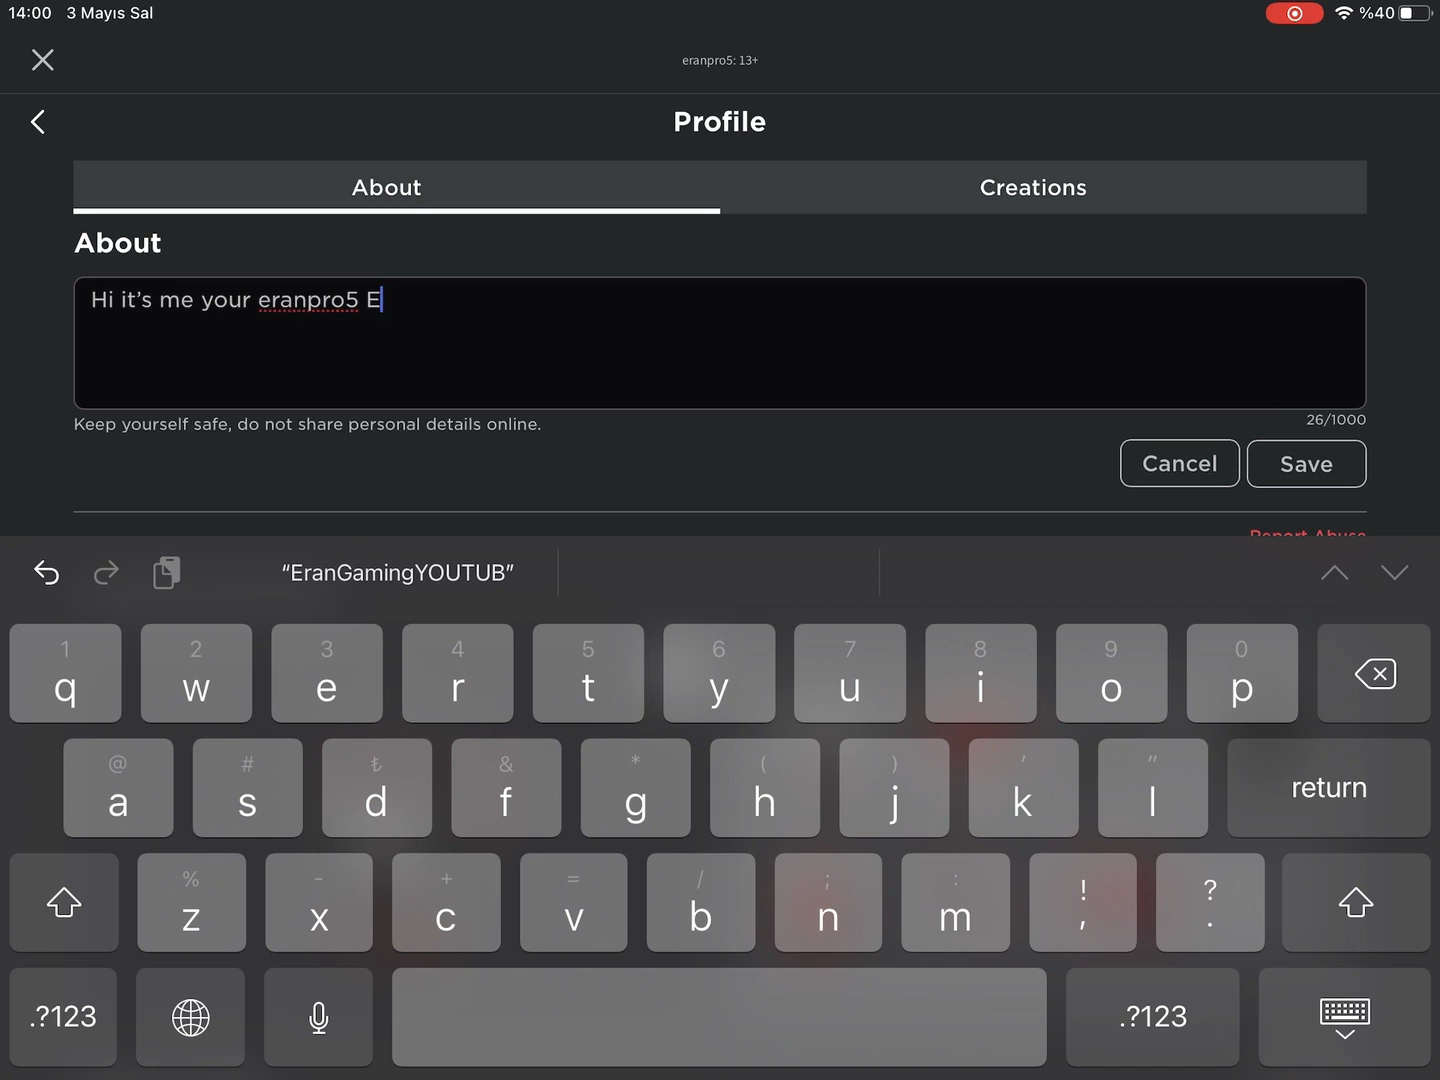 14:00 3 Mayıs Sal %40
eranpro5: 13+
Profile
About Creations
About
Hi it's me your eranpro5 E
Keep yourself safe, do not share personal details online. 26/1000
Cancel Save
Report Abuse
“EranGamingYOUTUB”
1 2 3 4 5 6 7 8 9 0
q w e r t y u i o p
@ # ₺ & * ( ) ' "
a s d f g h j k l return
% - + = / ; : ! ?
z x c v b n m , .
.?123 .?123